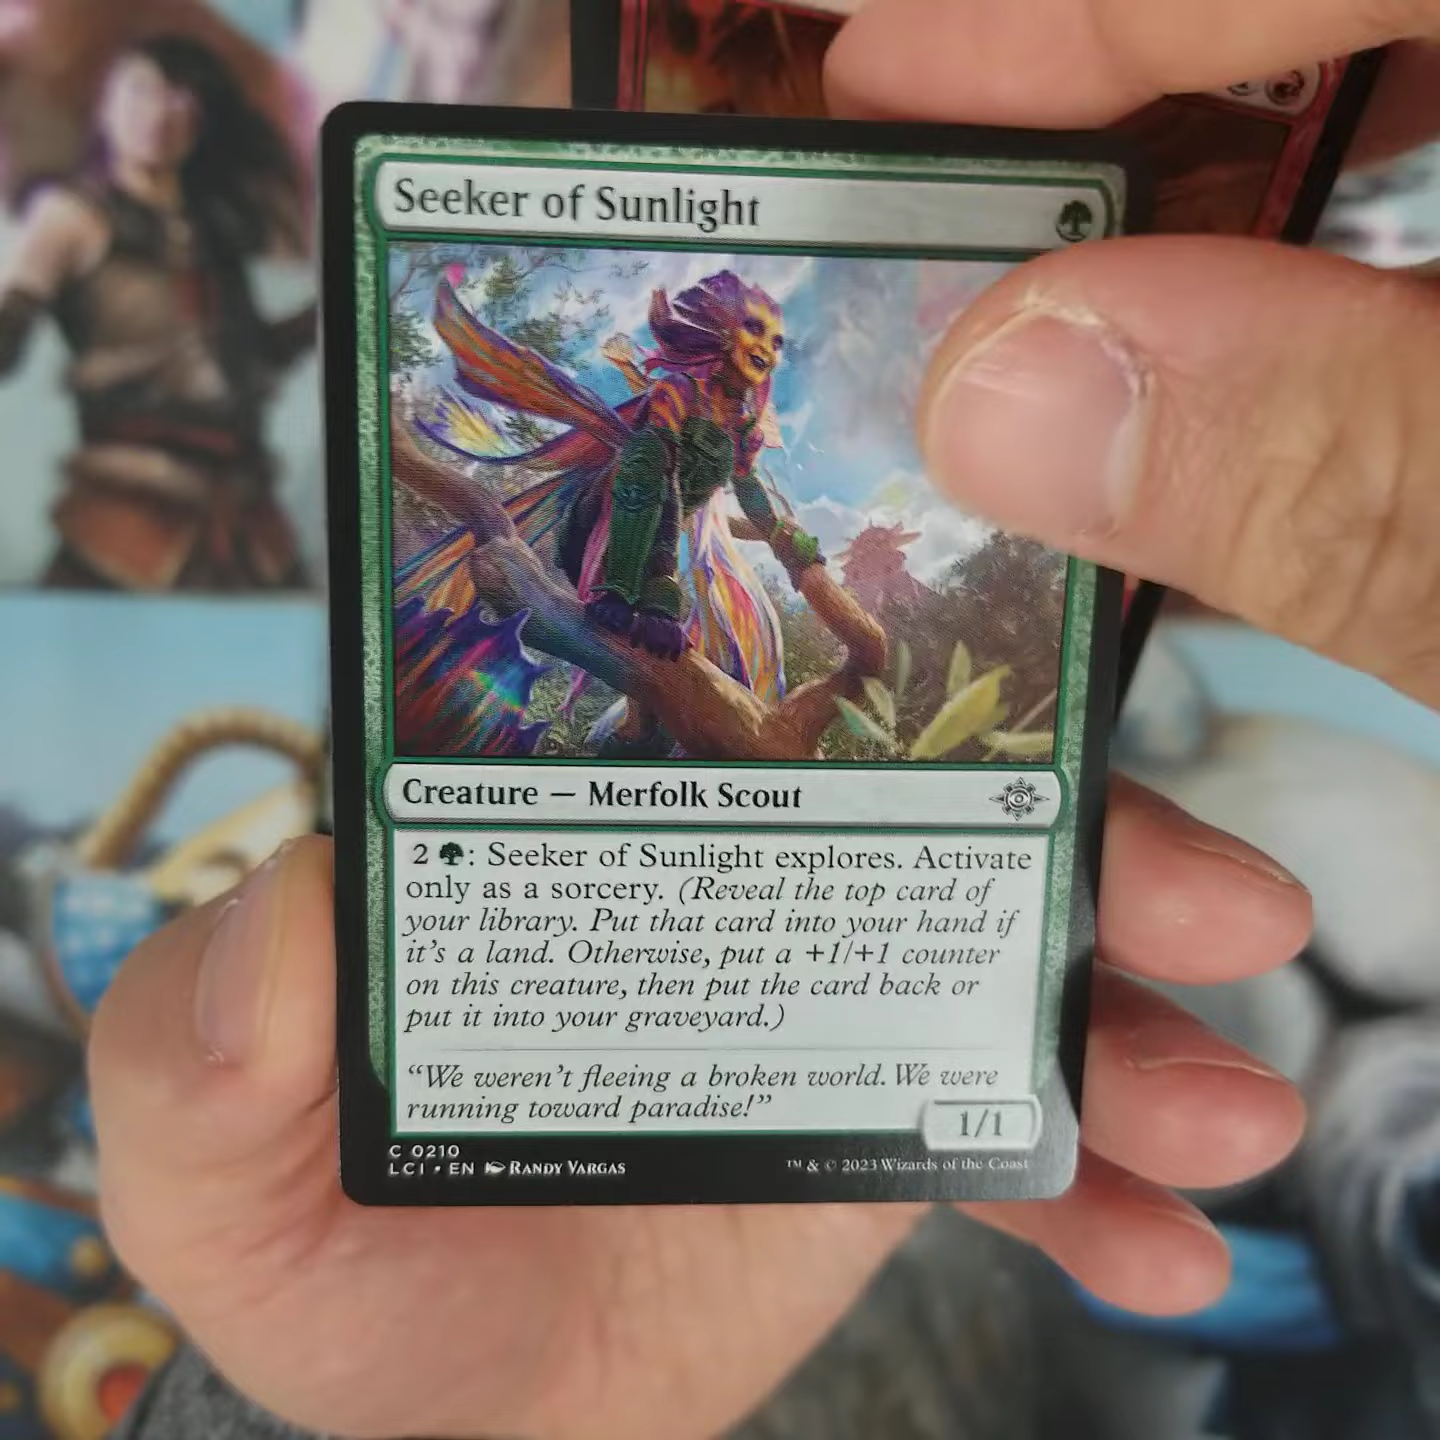 Seeker of Sunlight
Creature — Merfolk Scout
2 : Seeker of Sunlight explores. Activate
only as a sorcery. (Reveal the top card of
your library. Put that card into your hand if
it's a land. Otherwise, put a +1/+1 counter
on this creature, then put the card back or
put it into your graveyard.)
“We weren't fleeing a broken world. We were
running toward paradise!”
1/1
C 0210
LCI • EN RANDY VARGAS
™ & © 2023 Wizards of the Coast